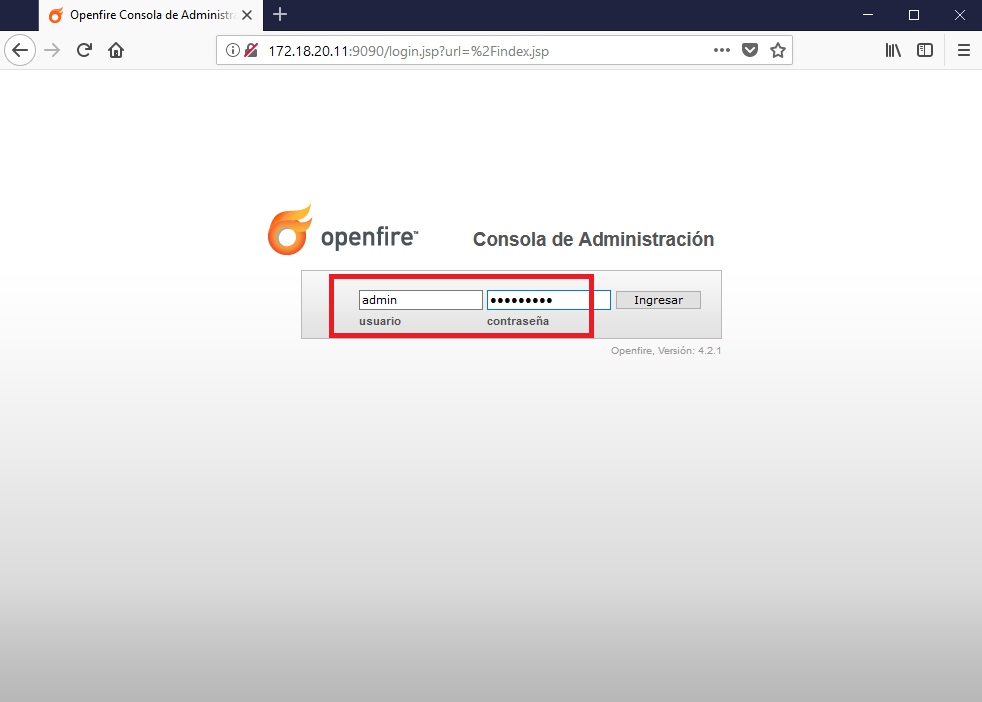 Openfire Consola de Administra
172.18.20.11:9090/login.jsp?url=%2Findex.jsp
openfire™ Consola de Administración
admin ●●●●●●●●● Ingresar
usuario contraseña
Openfire, Versión: 4.2.1